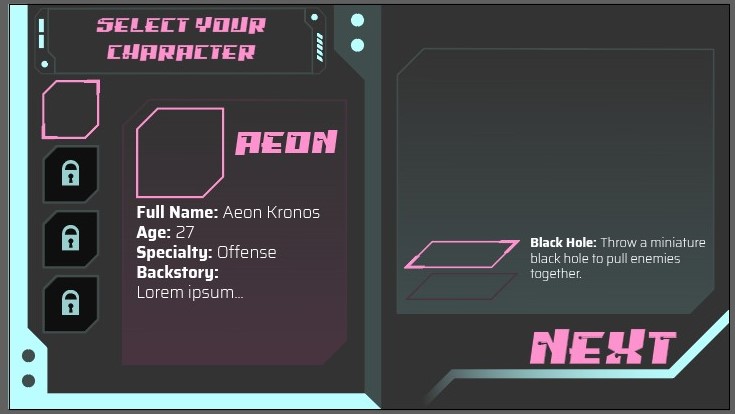 SELECT YOUR
CHARACTER
AEON
Full Name: Aeon Kronos
Age: 27
Specialty: Offense
Backstory:
Lorem ipsum...
Black Hole: Throw a miniature
black hole to pull enemies
together.
NEXT